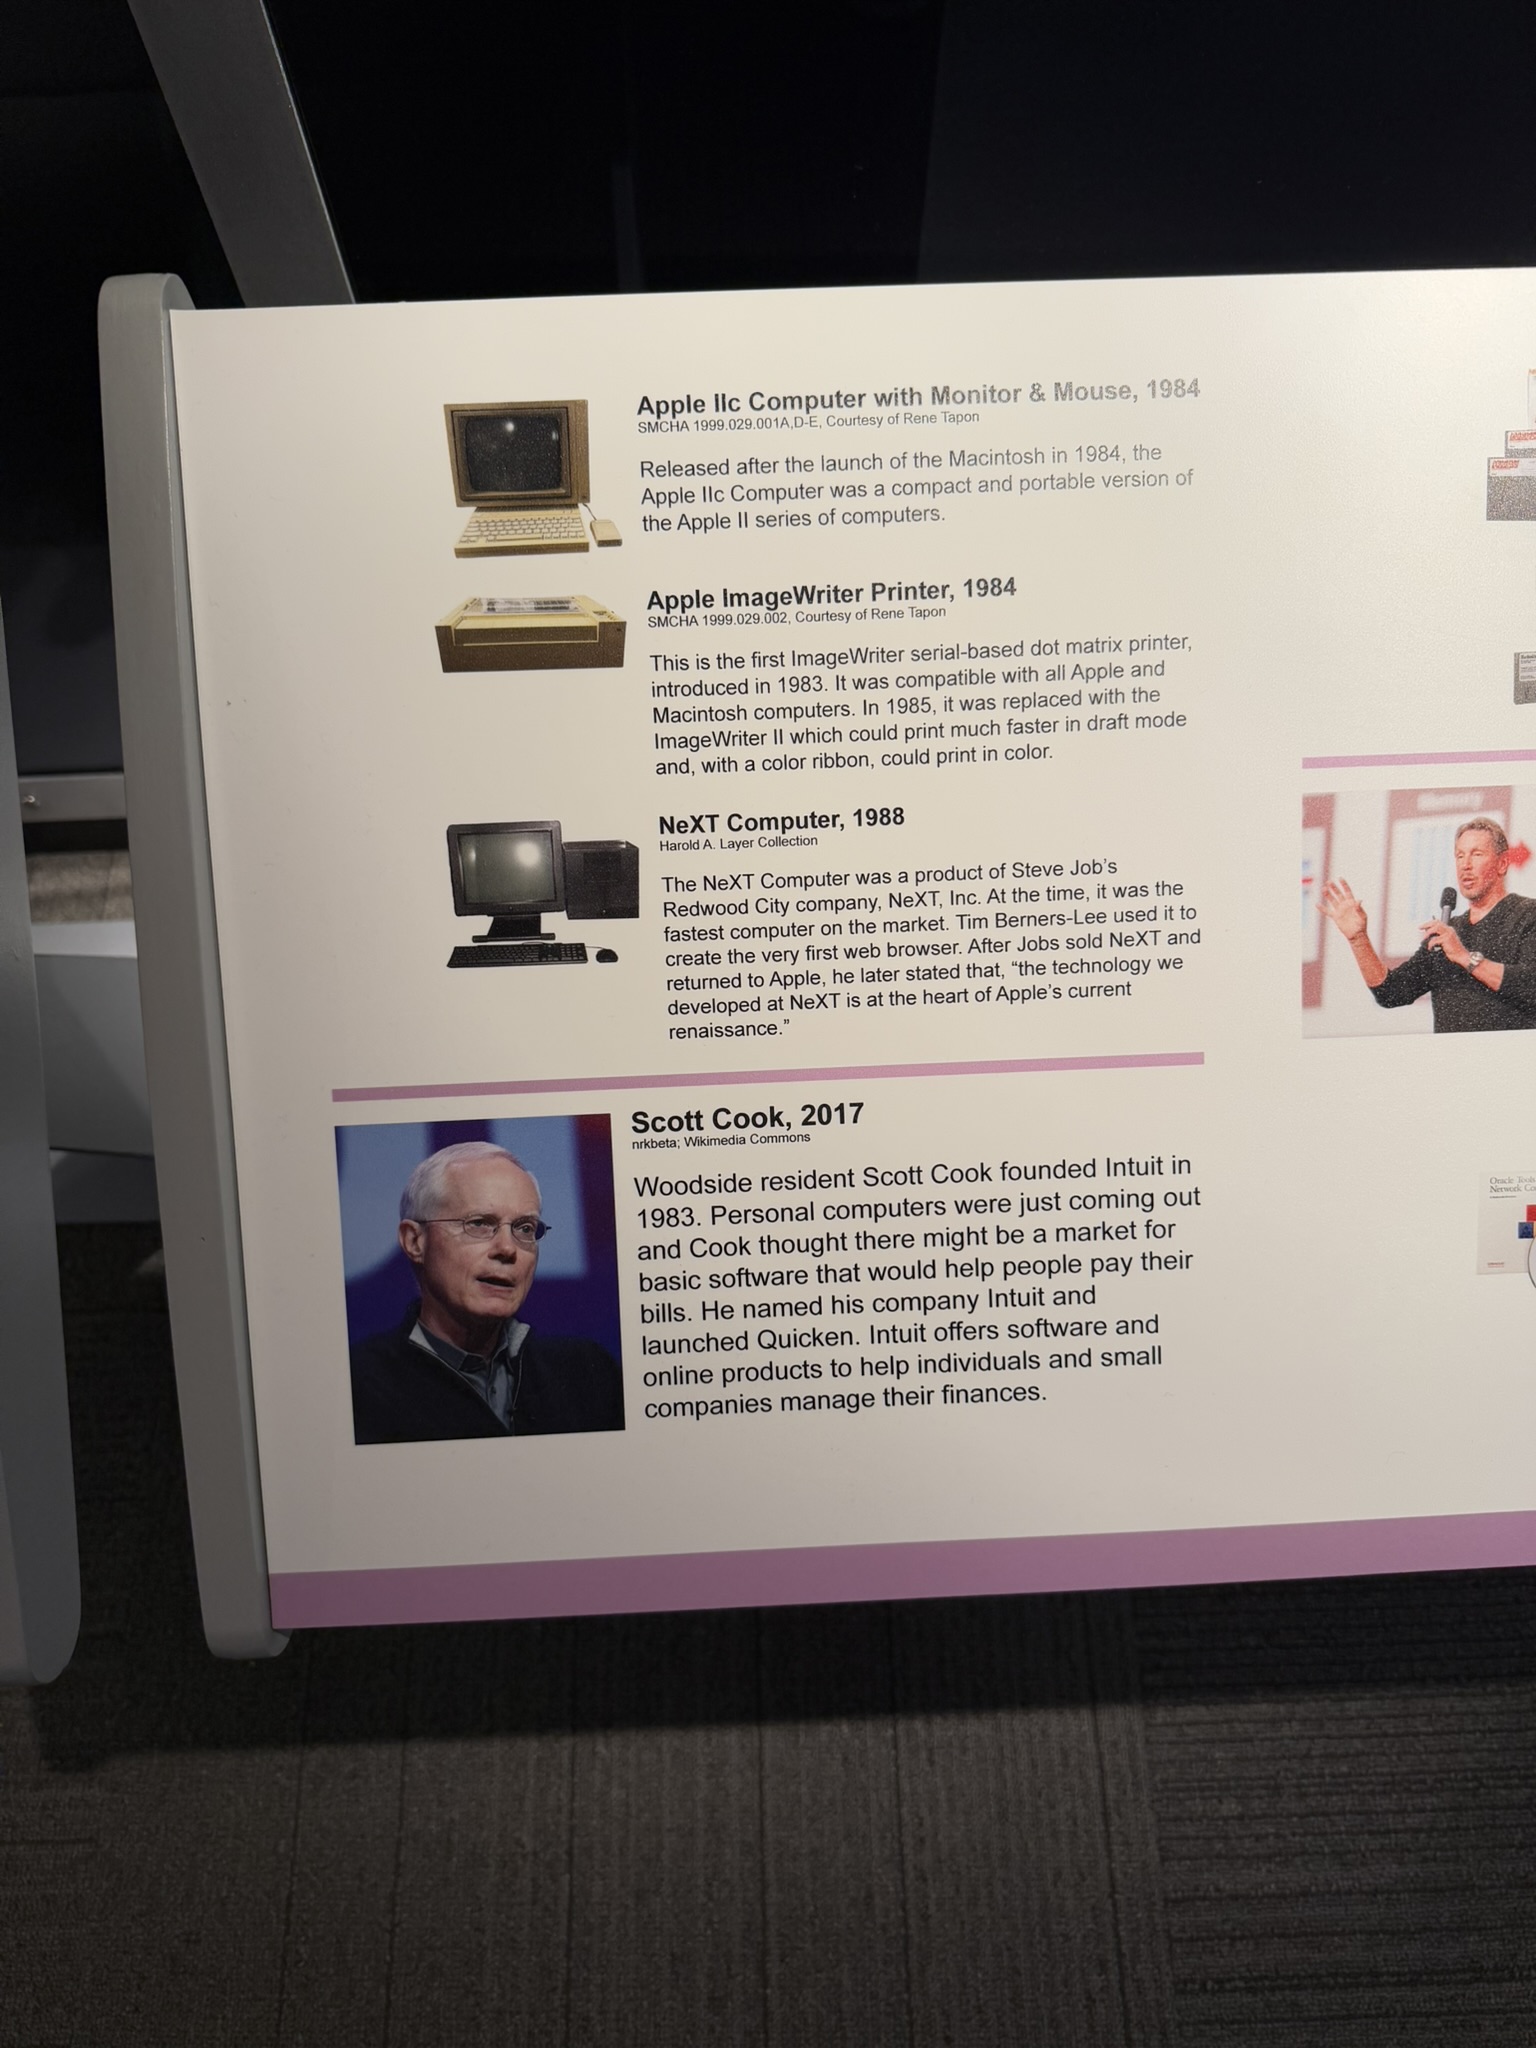 Apple IIc Computer with Monitor & Mouse, 1984
SMCHA 1999.029.001A,D-E, Courtesy of Rene Tapon
Released after the launch of the Macintosh in 1984, the
Apple IIc Computer was a compact and portable version of
the Apple II series of computers.
Apple ImageWriter Printer, 1984
SMCHA 1999.029.002, Courtesy of Rene Tapon
This is the first ImageWriter serial-based dot matrix printer,
introduced in 1983. It was compatible with all Apple and
Macintosh computers. In 1985, it was replaced with the
ImageWriter II which could print much faster in draft mode
and, with a color ribbon, could print in color.
NeXT Computer, 1988
Harold A. Layer Collection
The NeXT Computer was a product of Steve Job's
Redwood City company, NeXT, Inc. At the time, it was the
fastest computer on the market. Tim Berners-Lee used it to
create the very first web browser. After Jobs sold NeXT and
returned to Apple, he later stated that, “the technology we
developed at NeXT is at the heart of Apple's current
renaissance.”
Scott Cook, 2017
nrkbeta; Wikimedia Commons
Woodside resident Scott Cook founded Intuit in
1983. Personal computers were just coming out
and Cook thought there might be a market for
basic software that would help people pay their
bills. He named his company Intuit and
launched Quicken. Intuit offers software and
online products to help individuals and small
companies manage their finances.
Oracle Tools
Network Co